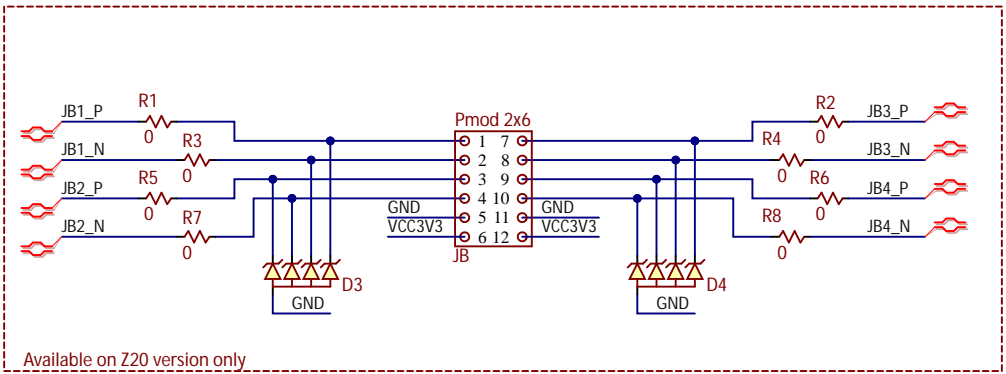 JB1_P
R1
0
JB1_N
R3
0
JB2_P
R5
0
JB2_N
R7
0
Pmod 2x6
1 7
2 8
3 9
4 10
5 11
6 12
JB
GND
VCC3V3
GND
VCC3V3
R2
0
JB3_P
R4
0
JB3_N
R6
0
JB4_P
R8
0
JB4_N
D3
GND
D4
GND
Available on Z20 version only